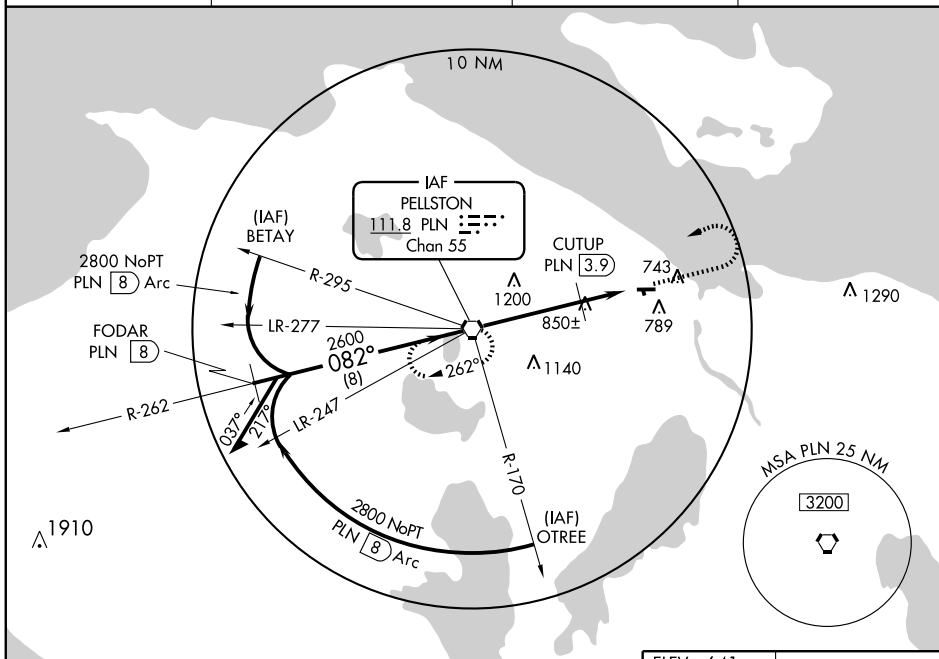 10 NM
IAF
PELLSTON
111.8 PLN
Chan 55
(IAF)
BETAY
2800 NoPT
PLN 8 Arc
R-295
CUTUP
PLN 3.9
743
1200
1290
850±
789
LR-277
FODAR
PLN 8
2600
082°
(8)
262°
1140
R-262
037°
217°
LR-247
R-170
MSA PLN 25 NM
3200
(IAF)
OTREE
2800 NoPT
PLN 8 Arc
1910